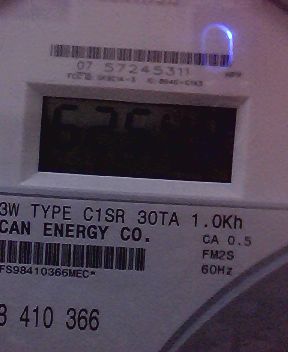 07 57245311
3W TYPE C1SR 30TA 1.0Kh
CAN ENERGY CO.
CA 0.5
FM2S
60Hz
FS98410366MEC*
8 410 366